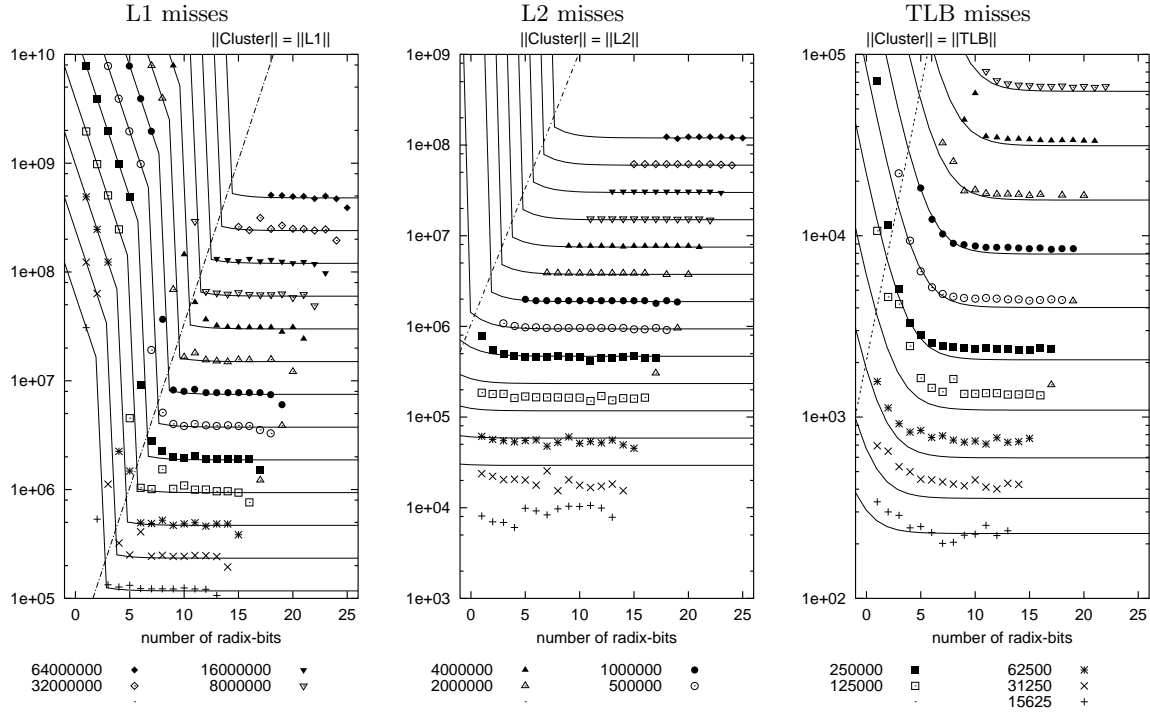 L1 misses
L2 misses
TLB misses
||Cluster|| = ||L1||
||Cluster|| = ||L2||
||Cluster|| = ||TLB||
1e+10
1e+09
1e+08
1e+07
1e+06
1e+05
0 5 10 15 20 25
number of radix-bits
1e+09
1e+08
1e+07
1e+06
1e+05
1e+04
1e+03
0 5 10 15 20 25
number of radix-bits
1e+05
1e+04
1e+03
1e+02
0 5 10 15 20 25
number of radix-bits
64000000
32000000
16000000
8000000
4000000
2000000
1000000
500000
250000
125000
62500
31250
15625